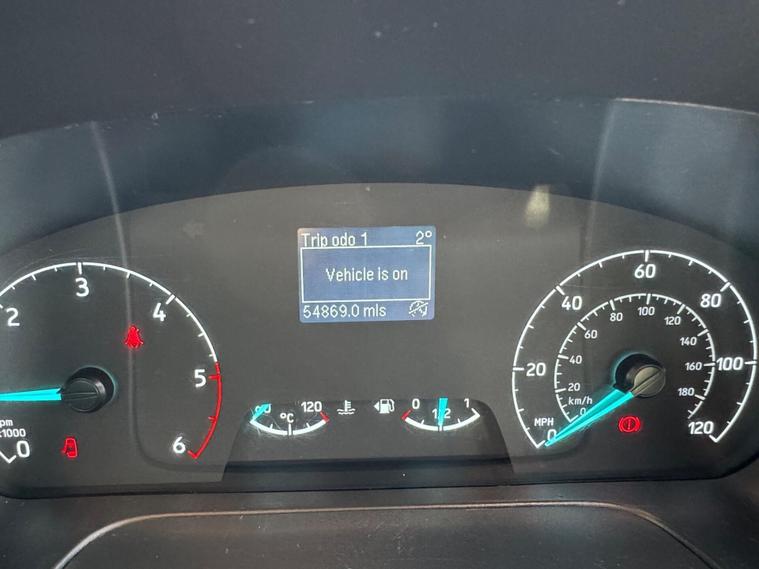 Trip odo 1 2°
Vehicle is on
54869.0 mls
2 3 4 5 6
pm
x1000 0
120
°C
0 1/2 1
0 20 40 60 80 100 120
MPH
0 20 40 60 80 100 120 140 160 180
km/h